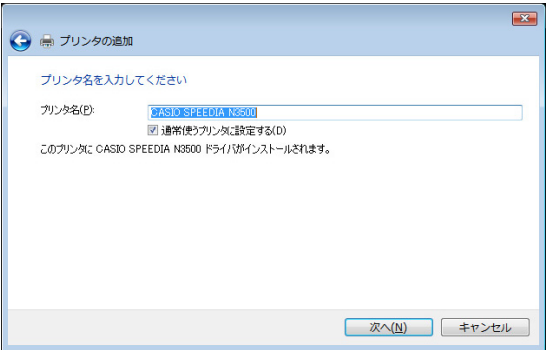 プリンタの追加
プリンタ名を入力してください
プリンタ名(P): CASIO SPEEDIA N3500
通常使うプリンタに設定する(D)
このプリンタに CASIO SPEEDIA N3500 ドライバがインストールされます。
次へ(N) キャンセル